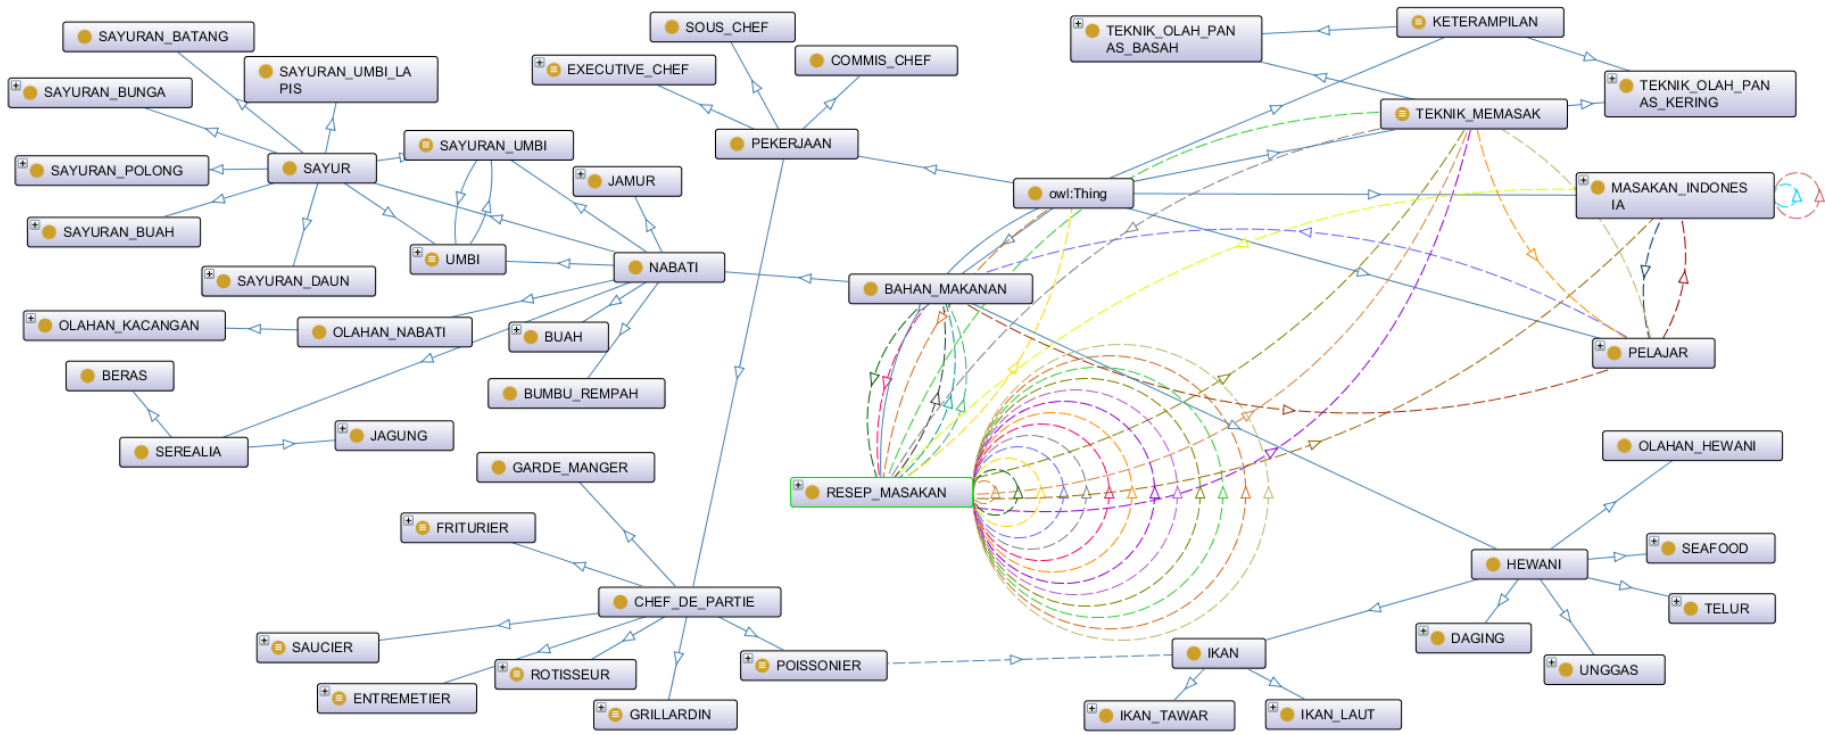 SOUS_CHEF
KETERAMPILAN
SAYURAN_BATANG
TEKNIK_OLAH_PAN
AS_BASAH
EXECUTIVE_CHEF
COMMIS_CHEF
SAYURAN_UMBI_LA
PIS
SAYURAN_BUNGA
TEKNIK_OLAH_PAN
AS_KERING
TEKNIK_MEMASAK
SAYURAN_UMBI
PEKERJAAN
SAYURAN_POLONG
SAYUR
JAMUR
owl:Thing
MASAKAN_INDONES
IA
SAYURAN_BUAH
UMBI
NABATI
SAYURAN_DAUN
BAHAN_MAKANAN
OLAHAN_KACANGAN
OLAHAN_NABATI
BUAH
PELAJAR
BERAS
BUMBU_REMPAH
SEREALIA
JAGUNG
OLAHAN_HEWANI
GARDE_MANGER
RESEP_MASAKAN
FRITURIER
SEAFOOD
HEWANI
CHEF_DE_PARTIE
TELUR
SAUCIER
DAGING
IKAN
POISSONIER
ROTISSEUR
UNGGAS
ENTREMETIER
GRILLARDIN
IKAN_TAWAR
IKAN_LAUT